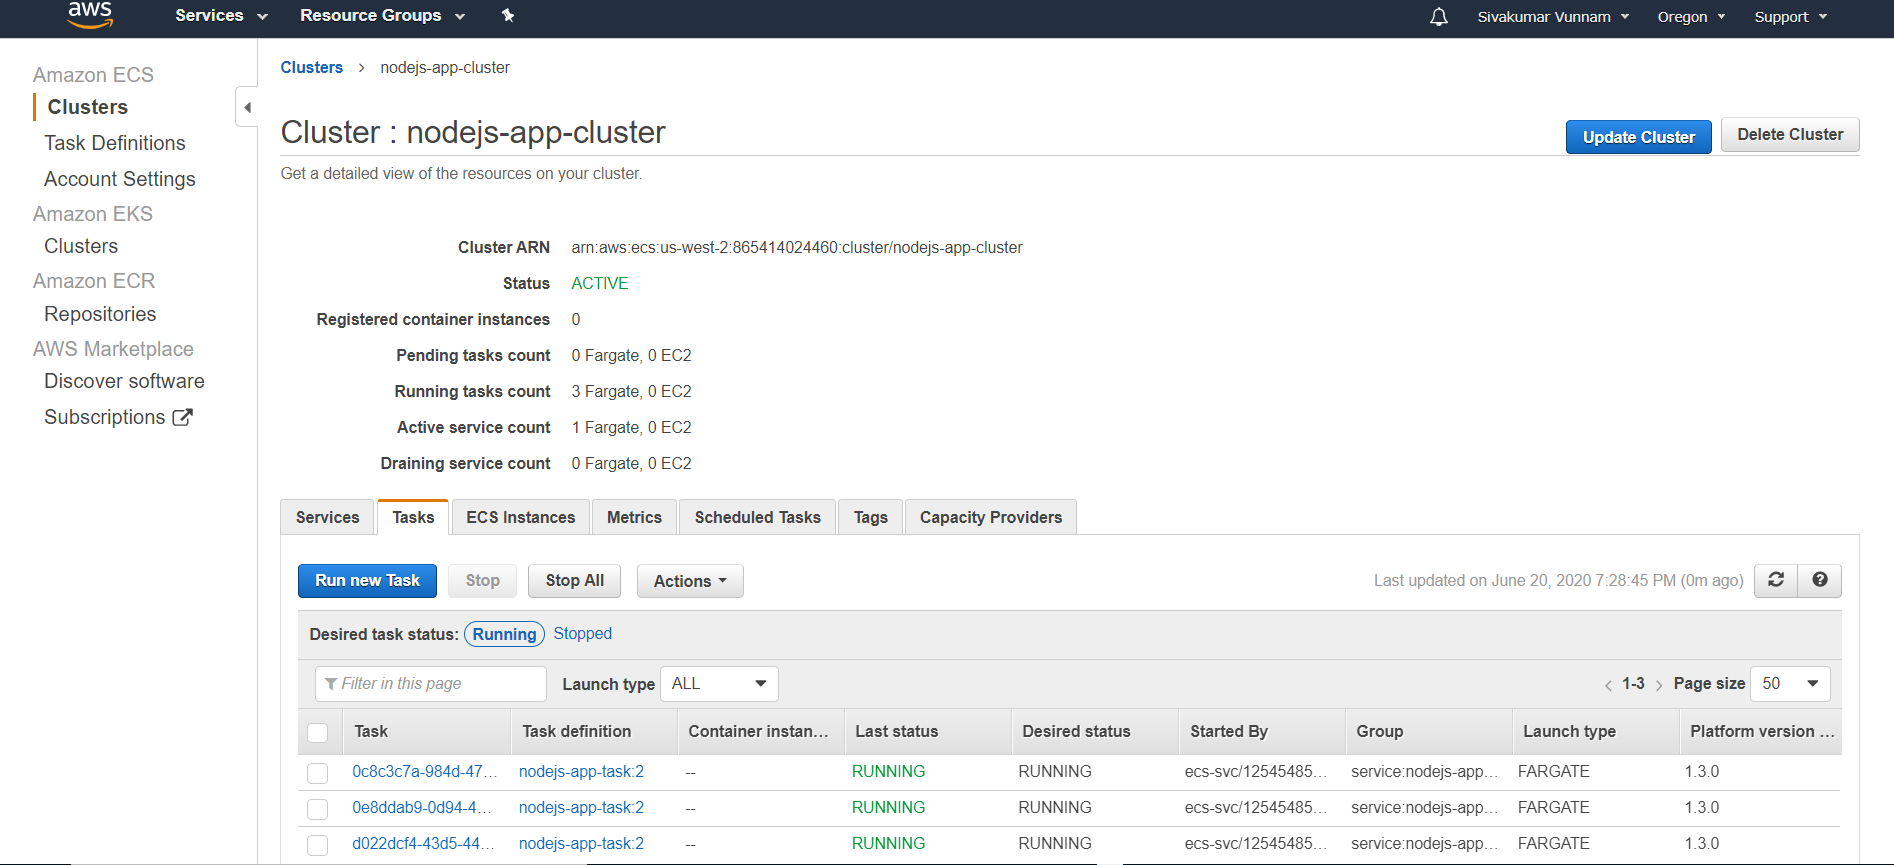 aws Services Resource Groups Sivakumar Vunnam Oregon Support
Amazon ECS
Clusters
Task Definitions
Account Settings
Amazon EKS
Clusters
Amazon ECR
Repositories
AWS Marketplace
Discover software
Subscriptions
Clusters > nodejs-app-cluster
Cluster : nodejs-app-cluster
Update Cluster Delete Cluster
Get a detailed view of the resources on your cluster.
Cluster ARN arn:aws:ecs:us-west-2:865414024460:cluster/nodejs-app-cluster
Status ACTIVE
Registered container instances 0
Pending tasks count 0 Fargate, 0 EC2
Running tasks count 3 Fargate, 0 EC2
Active service count 1 Fargate, 0 EC2
Draining service count 0 Fargate, 0 EC2
Services Tasks ECS Instances Metrics Scheduled Tasks Tags Capacity Providers
Run new Task Stop Stop All Actions Last updated on June 20, 2020 7:28:45 PM (0m ago)
Desired task status: Running Stopped
Filter in this page Launch type ALL < 1-3 > Page size 50
Task Task definition Container instan... Last status Desired status Started By Group Launch type Platform version ...
0c8c3c7a-984d-47... nodejs-app-task:2 -- RUNNING RUNNING ecs-svc/12545485... service:nodejs-app... FARGATE 1.3.0
0e8ddab9-0d94-4... nodejs-app-task:2 -- RUNNING RUNNING ecs-svc/12545485... service:nodejs-app... FARGATE 1.3.0
d022dcf4-43d5-44... nodejs-app-task:2 -- RUNNING RUNNING ecs-svc/12545485... service:nodejs-app... FARGATE 1.3.0